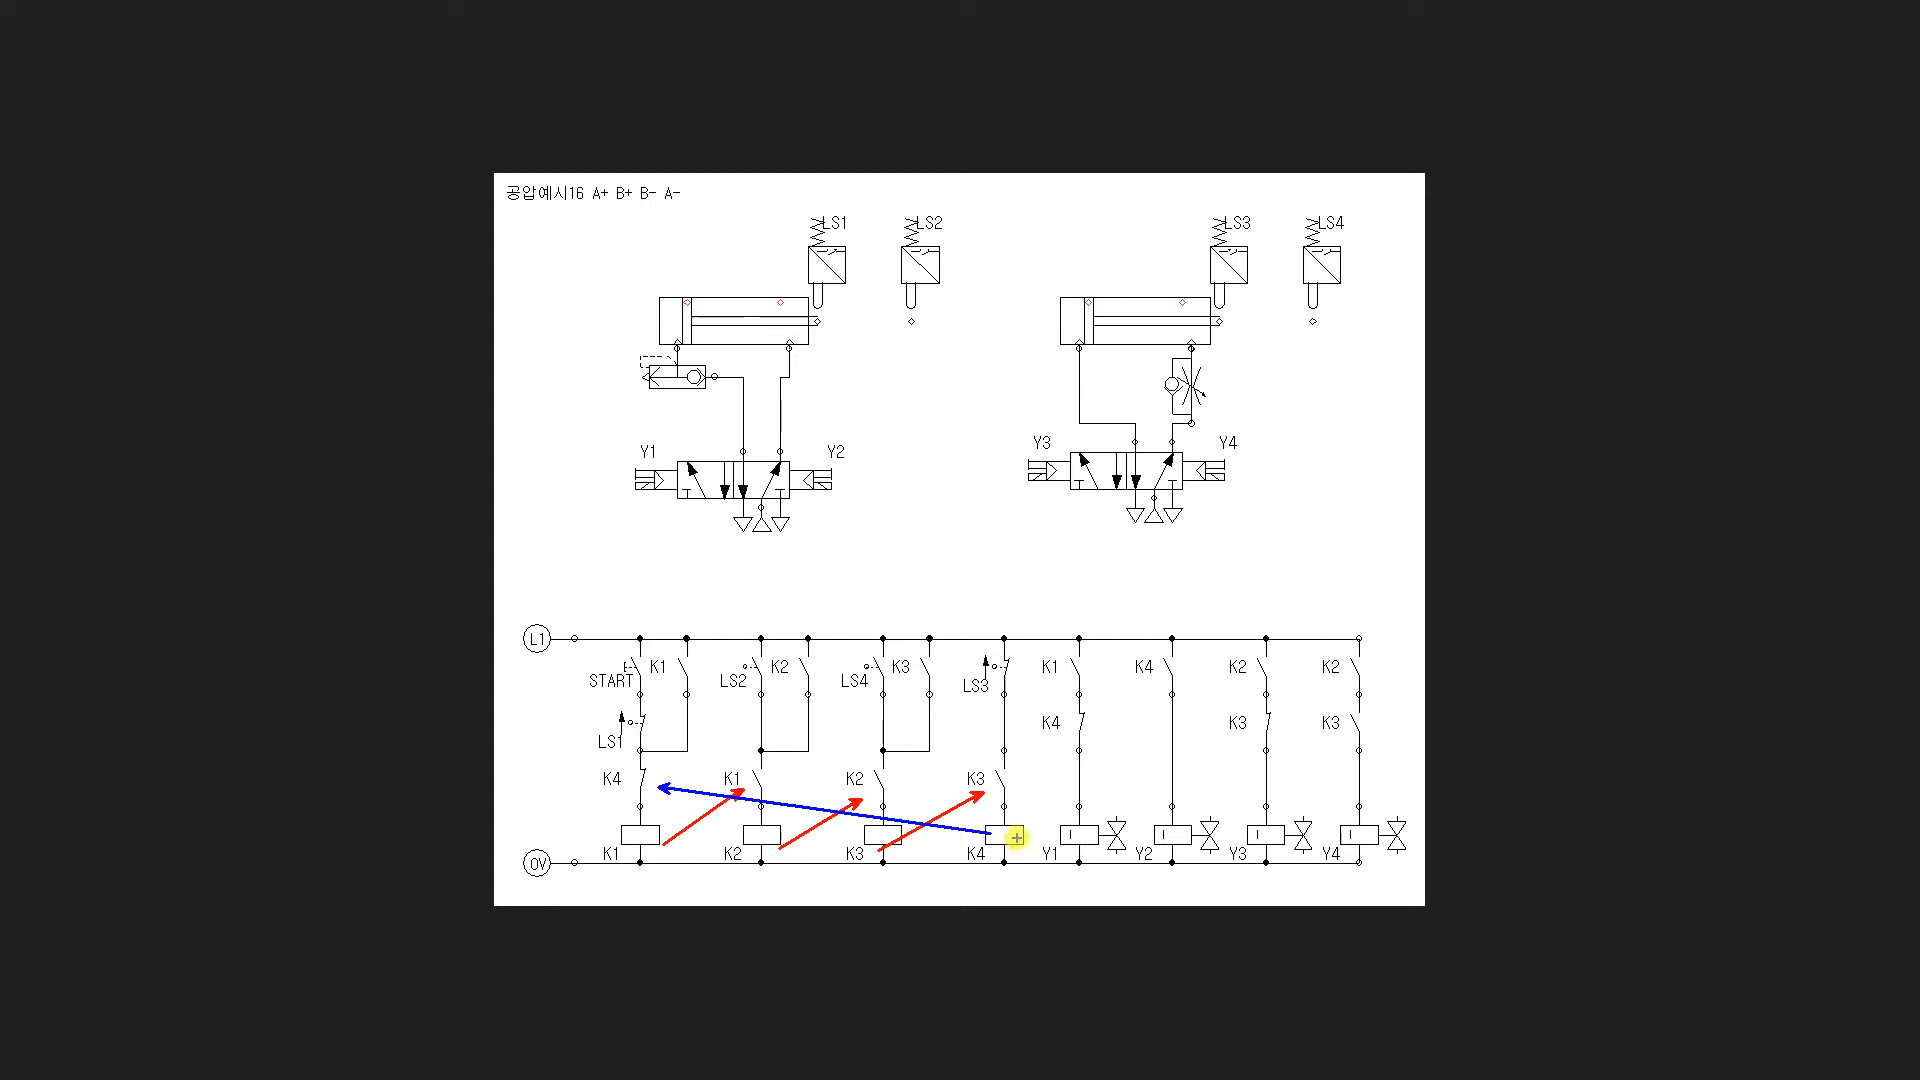 공압예시16 A+ B+ B- A-
LS1 LS2 LS3 LS4
Y1 Y2 Y3 Y4
L1
START K1 LS2 K2 LS4 K3 LS3 K1 K4 K2 K2
LS1 K4 K3 K3
K4 K1 K2 K3
K1 K2 K3 K4 Y1 Y2 Y3 Y4
0V